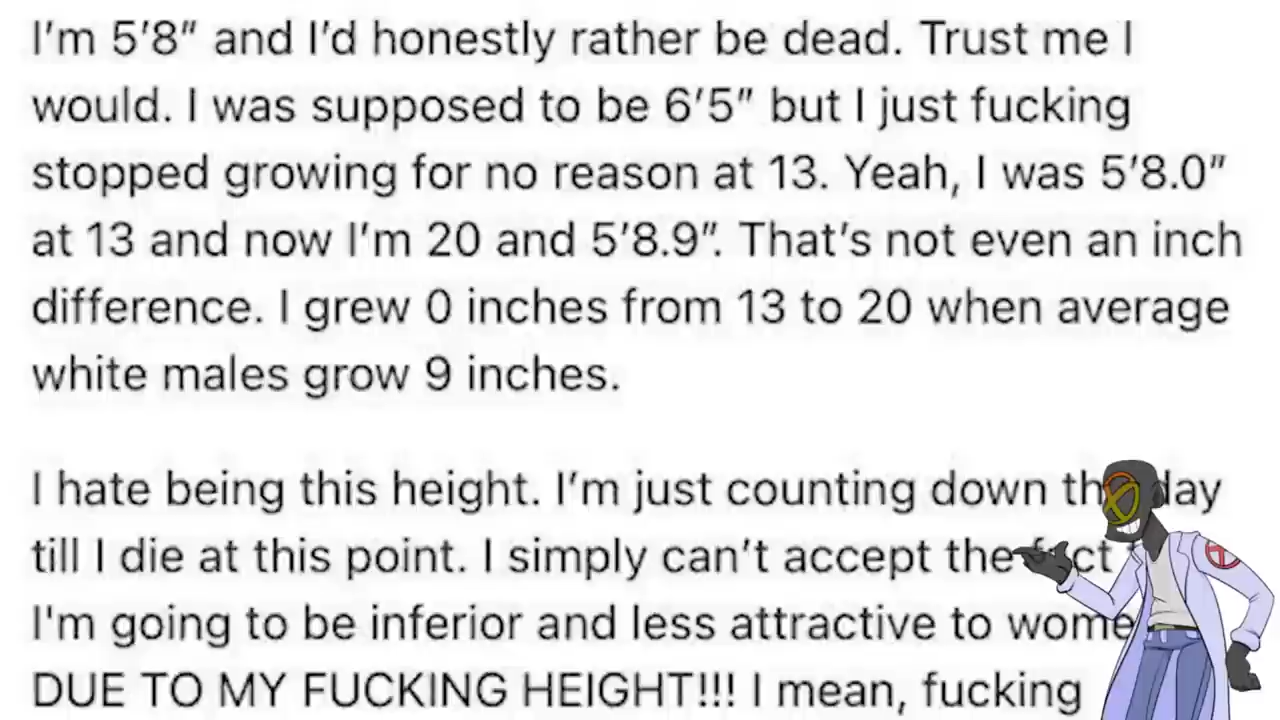 I’m 5’8” and I’d honestly rather be dead. Trust me I
would. I was supposed to be 6’5” but I just fucking
stopped growing for no reason at 13. Yeah, I was 5’8.0”
at 13 and now I’m 20 and 5’8.9”. That’s not even an inch
difference. I grew 0 inches from 13 to 20 when average
white males grow 9 inches.
I hate being this height. I’m just counting down day
till I die at this point. I simply can’t accept the
I'm going to be inferior and less attractive to
DUE TO MY FUCKING HEIGHT!!! I mean, fucking